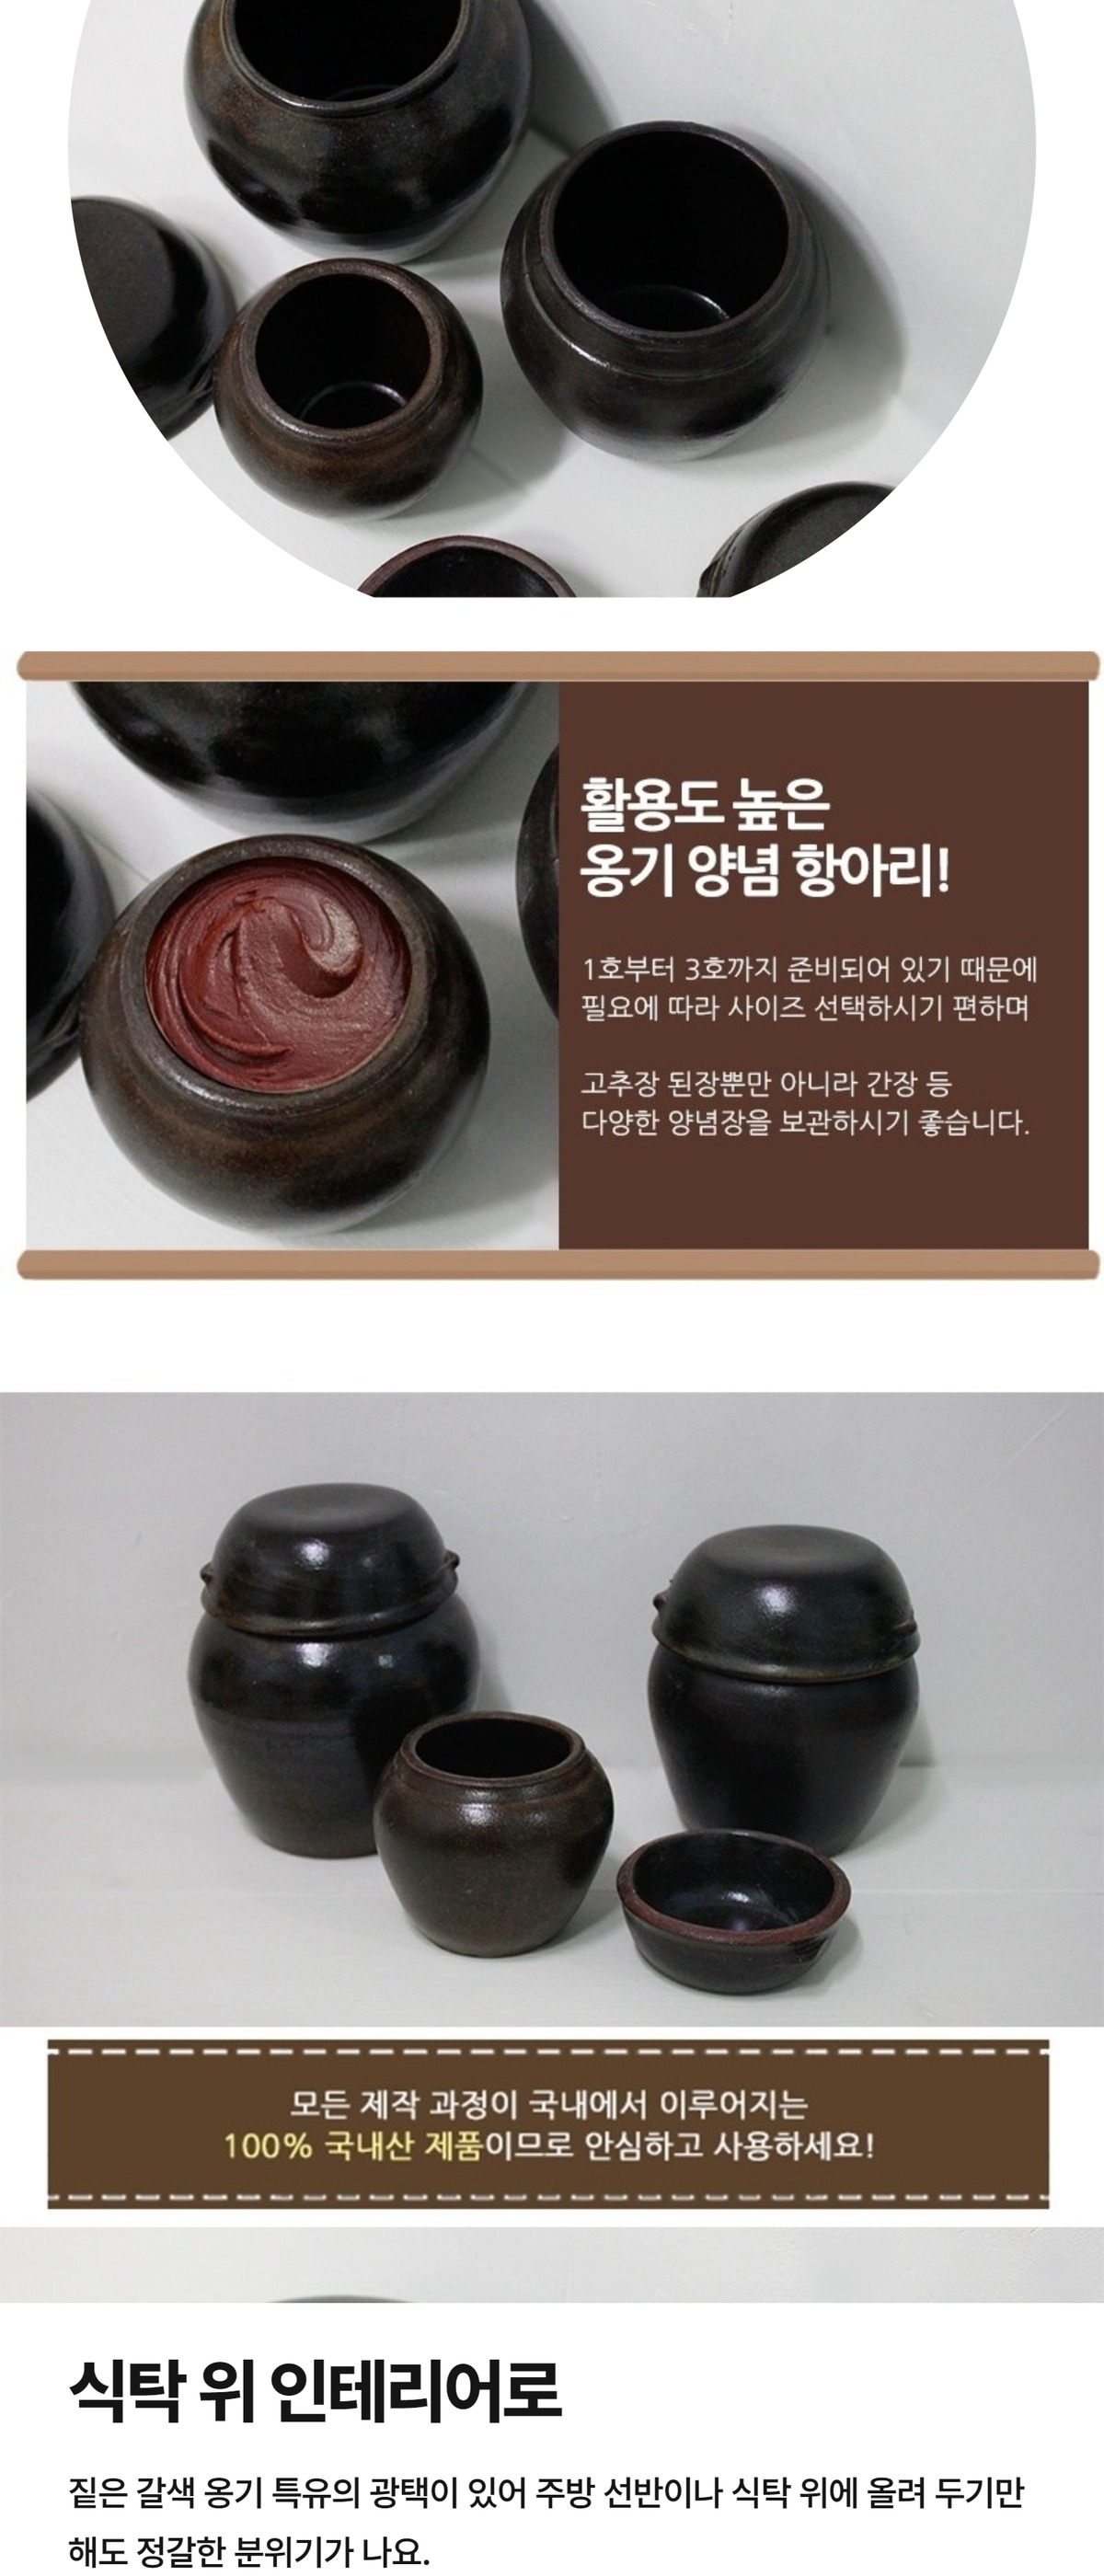 활용도 높은
옹기 양념 항아리!
1호부터 3호까지 준비되어 있기 때문에
필요에 따라 사이즈 선택하시기 편하며
고추장 된장뿐만 아니라 간장 등
다양한 양념장을 보관하시기 좋습니다.
모든 제작 과정이 국내에서 이루어지는
100% 국내산 제품이므로 안심하고 사용하세요!
식탁 위 인테리어로
짙은 갈색 옹기 특유의 광택이 있어 주방 선반이나 식탁 위에 올려 두기만
해도 정갈한 분위기가 나요.